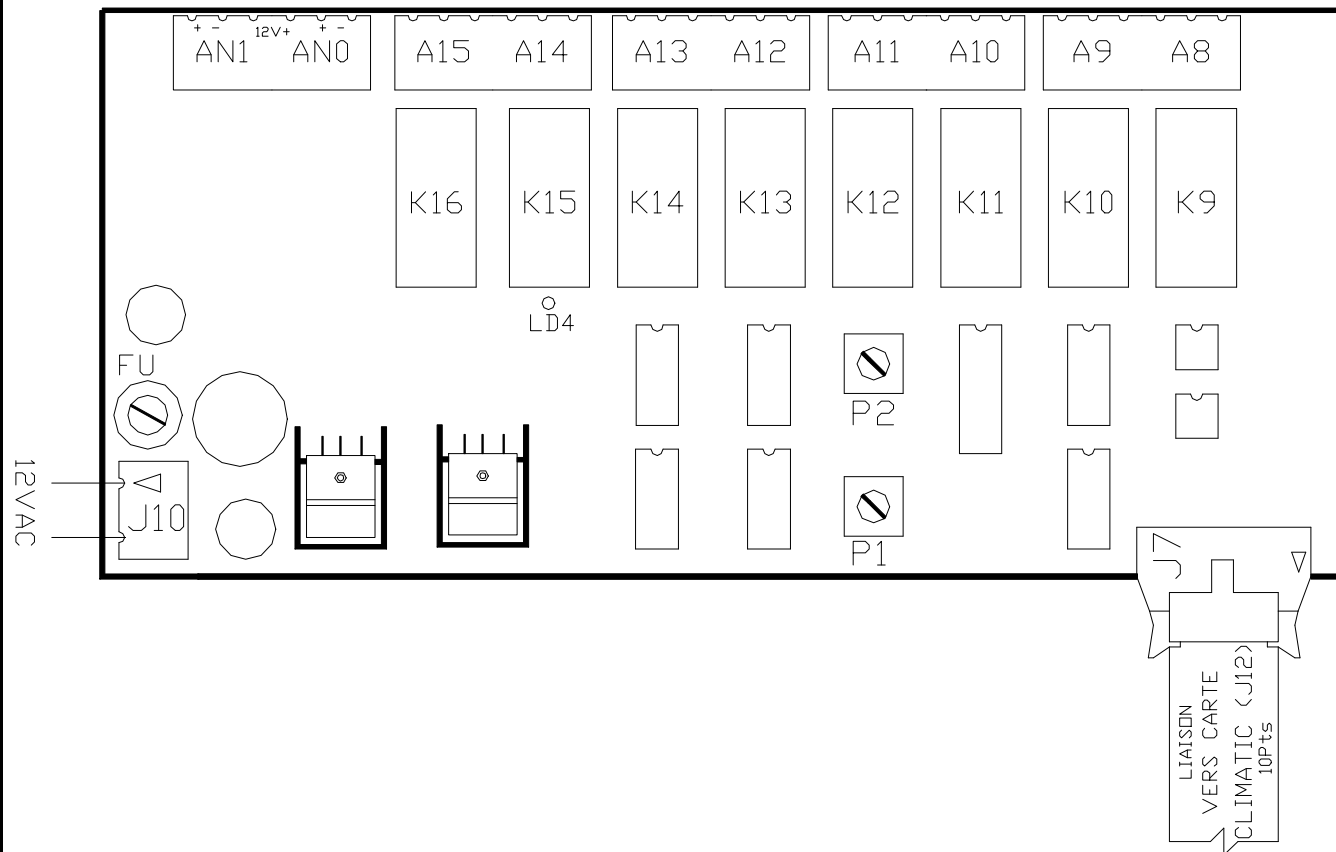 + - 12V+ + -
AN1 AN0 A15 A14 A13 A12 A11 A10 A9 A8
K16 K15 K14 K13 K12 K11 K10 K9
LD4
FU
P2
12VAC
J10
P1
J7
LIAISON
VERS CARTE
CLIMATIC (J12)
10Pts